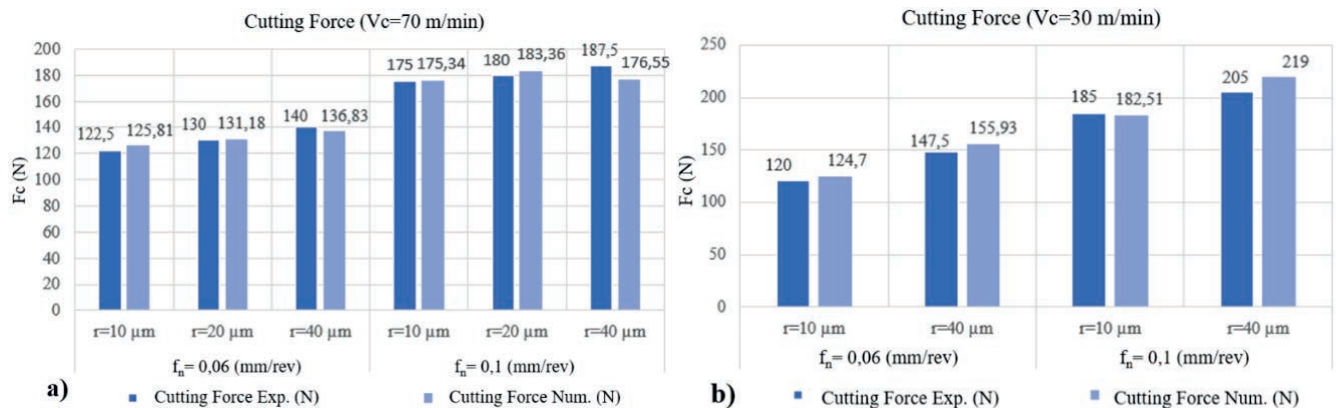 Cutting Force (Vc=70 m/min)
Fc (N)
200
180
160
140
120
100
80
60
40
20
0
122,5 125,81 130 131,18 140 136,83 175 175,34 180 183,36 187,5 176,55
r=10 µm r=20 µm r=40 µm r=10 µm r=20 µm r=40 µm
fn= 0,06 (mm/rev) fn= 0,1 (mm/rev)
a) Cutting Force Exp. (N) Cutting Force Num. (N)
Cutting Force (Vc=30 m/min)
Fc (N)
250
200
150
100
50
0
120 124,7 147,5 155,93 185 182,51 205 219
r=10 µm r=40 µm r=10 µm r=40 µm
fn= 0,06 (mm/rev) fn= 0,1 (mm/rev)
b) Cutting Force Exp. (N) Cutting Force Num. (N)